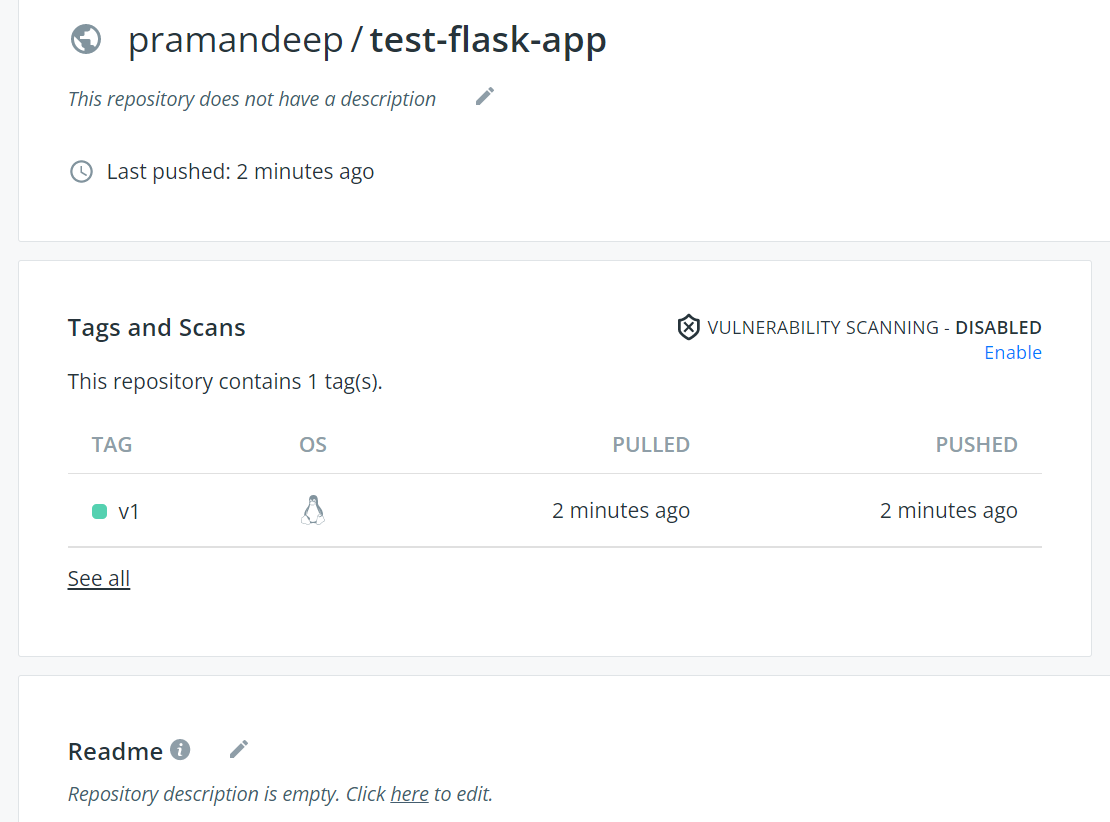 pramandeep / test-flask-app
This repository does not have a description
Last pushed: 2 minutes ago
Tags and Scans
VULNERABILITY SCANNING - DISABLED
Enable
This repository contains 1 tag(s).
TAG OS PULLED PUSHED
v1 2 minutes ago 2 minutes ago
See all
Readme
Repository description is empty. Click here to edit.